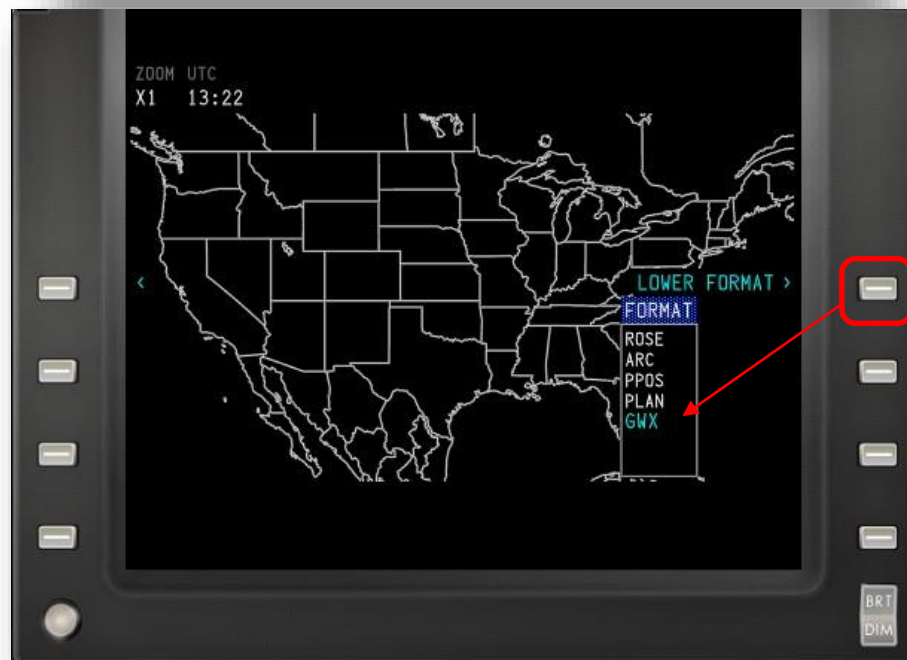 ZOOM UTC
X1 13:22
< LOWER FORMAT >
FORMAT
ROSE
ARC
PPOS
PLAN
GWX
BRT
DIM